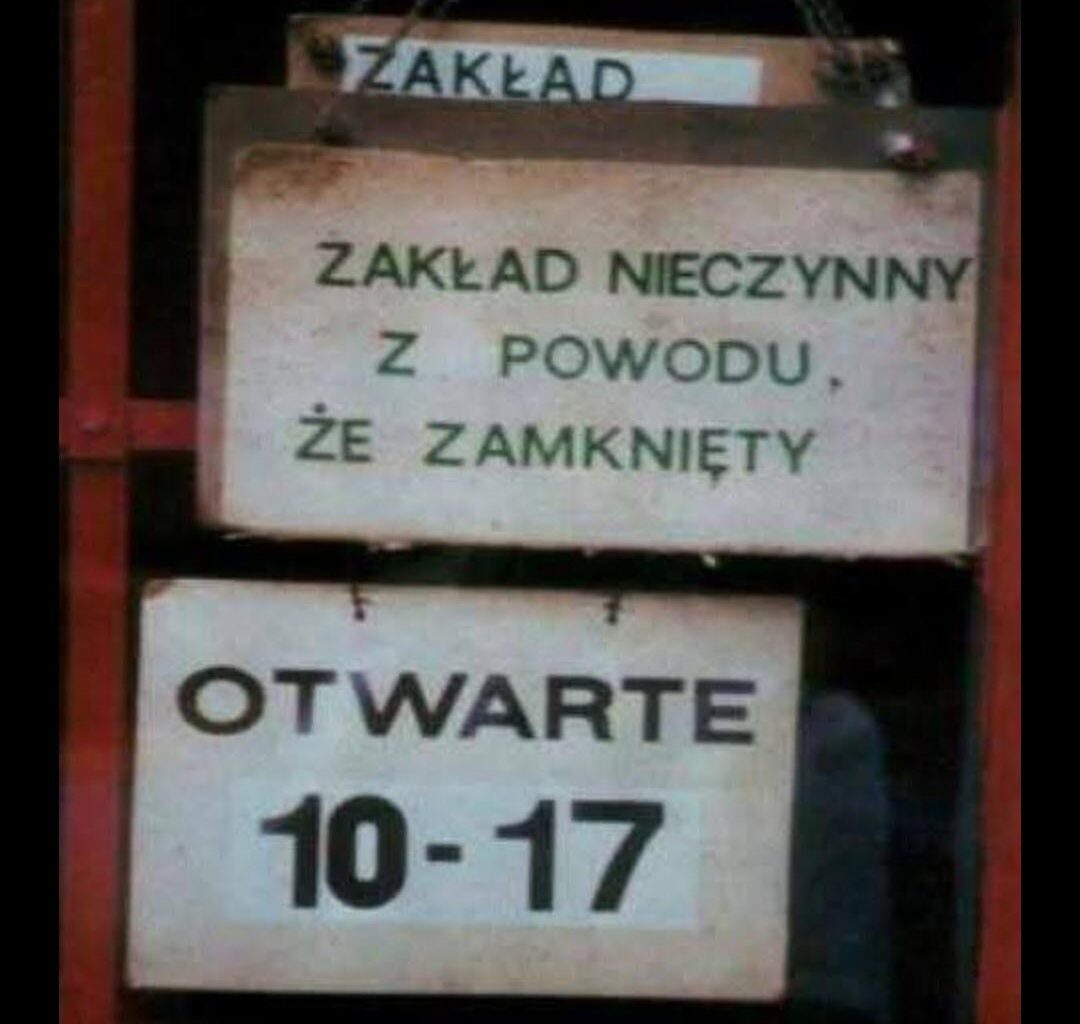 ZAKŁAD
ZAKŁAD NIECZYNNY
Z POWODU,
ŻE ZAMKNIĘTY
OTWARTE
10-17